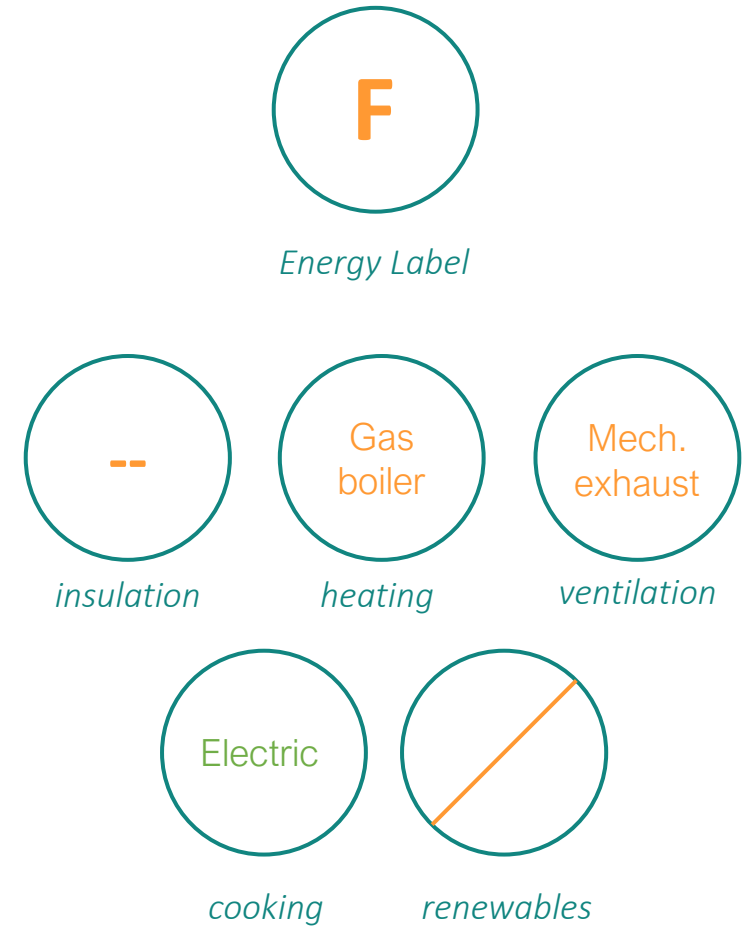 F
Energy Label
--
Gas
boiler
Mech.
exhaust
insulation
heating
ventilation
Electric
cooking
renewables